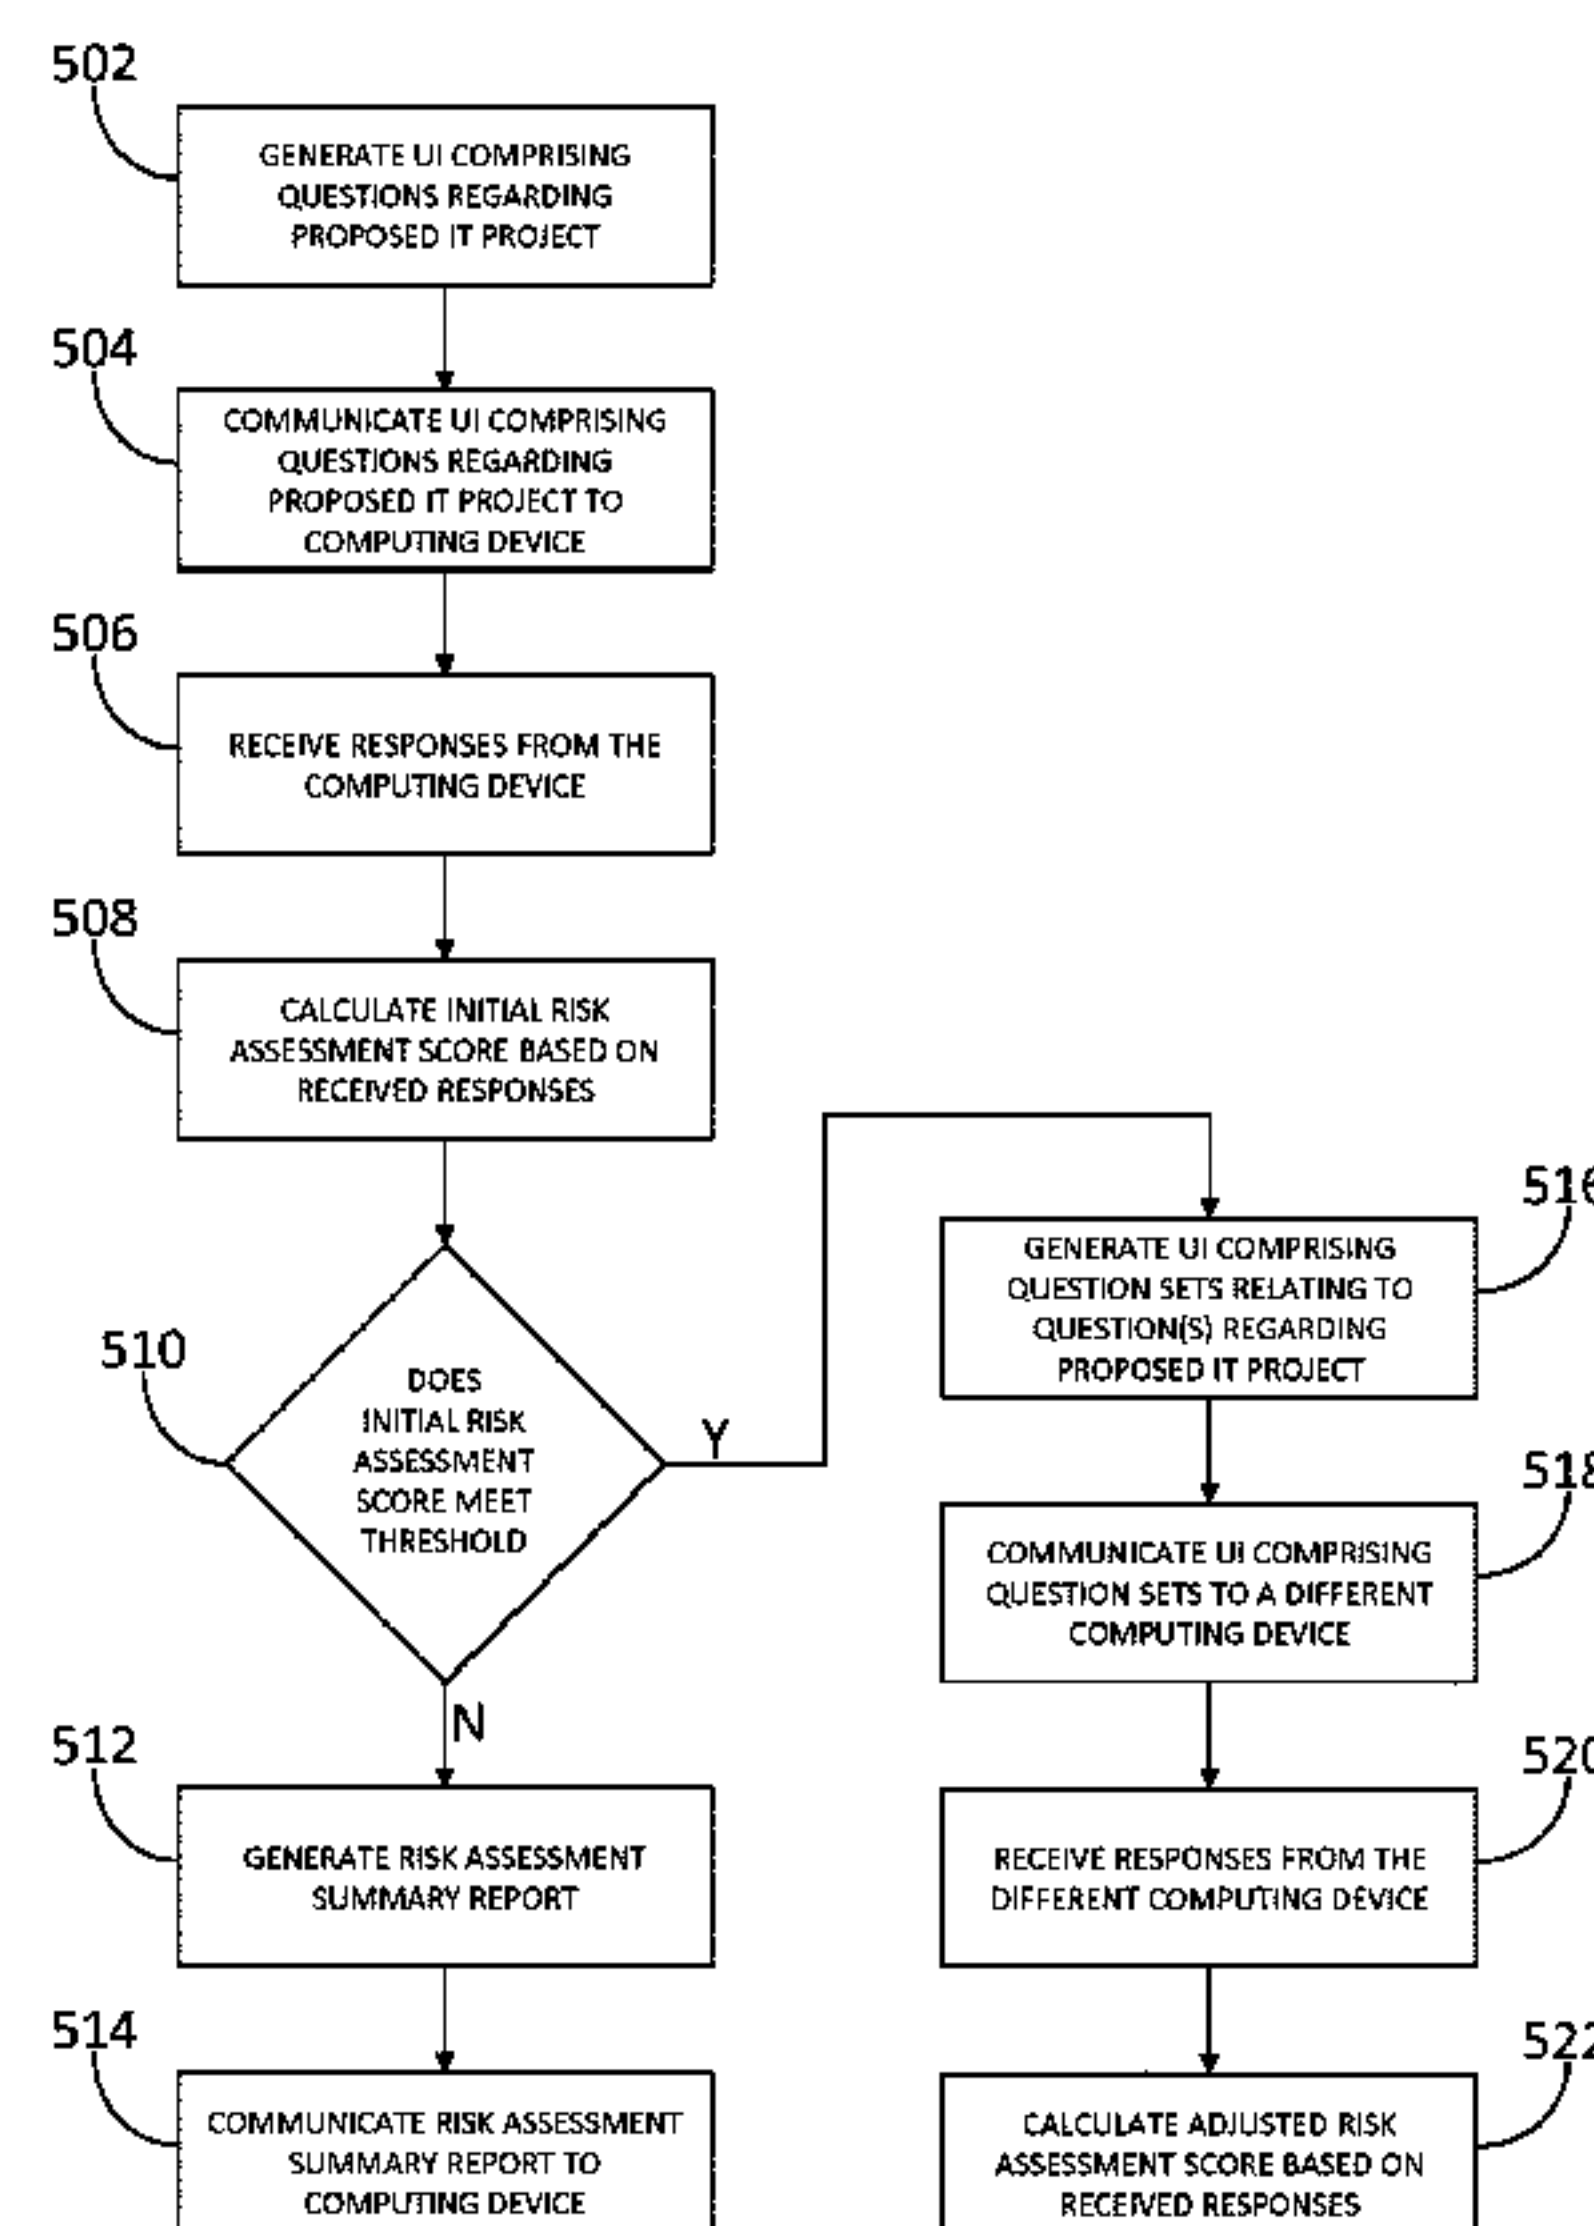 502
GENERATE UI COMPRISING
QUESTIONS REGARDING
PROPOSED IT PROJECT
504
COMMUNICATE UI COMPRISING
QUESTIONS REGARDING
PROPOSED IT PROJECT TO
COMPUTING DEVICE
506
RECEIVE RESPONSES FROM THE
COMPUTING DEVICE
508
CALCULATE INITIAL RISK
ASSESSMENT SCORE BASED ON
RECEIVED RESPONSES
510
DOES
INITIAL RISK
ASSESSMENT
SCORE MEET
THRESHOLD
Y
N
512
GENERATE RISK ASSESSMENT
SUMMARY REPORT
514
COMMUNICATE RISK ASSESSMENT
SUMMARY REPORT TO
COMPUTING DEVICE
516
GENERATE UI COMPRISING
QUESTION SETS RELATING TO
QUESTION(S) REGARDING
PROPOSED IT PROJECT
518
COMMUNICATE UI COMPRISING
QUESTION SETS TO A DIFFERENT
COMPUTING DEVICE
520
RECEIVE RESPONSES FROM THE
DIFFERENT COMPUTING DEVICE
522
CALCULATE ADJUSTED RISK
ASSESSMENT SCORE BASED ON
RECEIVED RESPONSES